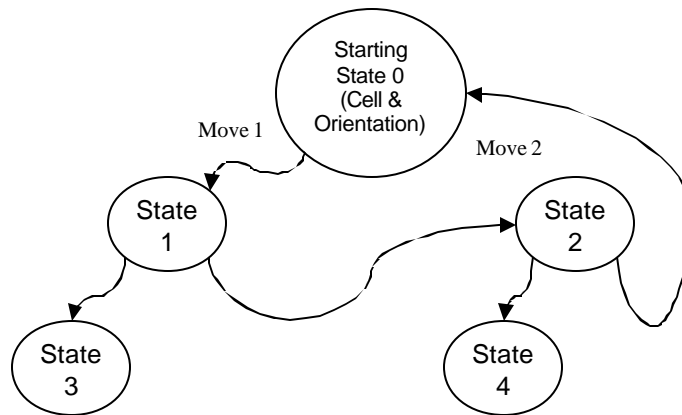 Starting
State 0
(Cell &
Orientation)
Move 1
Move 2
State
1
State
2
State
3
State
4